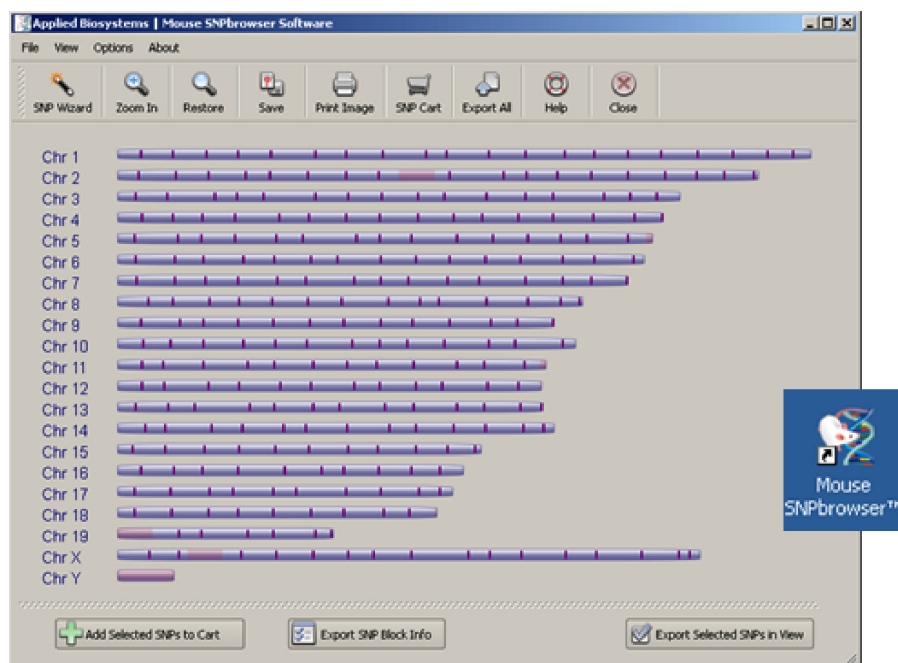 Applied Biosystems | Mouse SNPbrowser Software
File View Options About
SNP Wizard Zoom In Restore Save Print Image SNP Cart Export All Help Close
Chr 1
Chr 2
Chr 3
Chr 4
Chr 5
Chr 6
Chr 7
Chr 8
Chr 9
Chr 10
Chr 11
Chr 12
Chr 13
Chr 14
Chr 15
Chr 16
Chr 17
Chr 18
Chr 19
Chr X
Chr Y
Mouse
SNPbrowser™
Add Selected SNPs to Cart Export SNP Block Info Export Selected SNPs in View